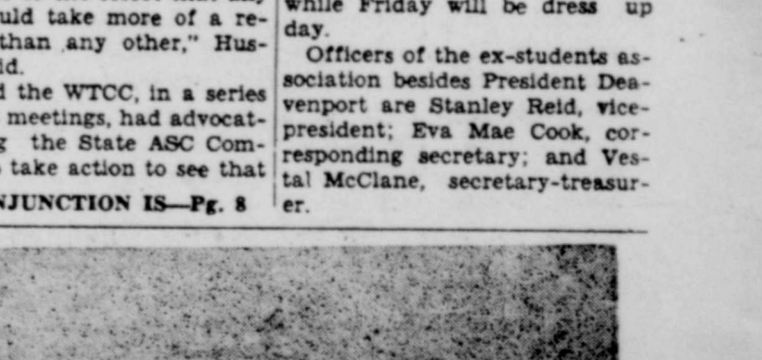 uld take more of a re-
than any other," Hus-
id.
the WTCC, in a series
meetings, had advocat-
g the State ASC Com-
take action to see that
NJUNCTION IS—Pg. 8
while Friday will be dress up
day.
Officers of the ex-students as-
sociation besides President Dea-
venport are Stanley Reid, vice-
president; Eva Mae Cook, cor-
responding secretary; and Ves-
tal McClane, secretary-treasur-
er.